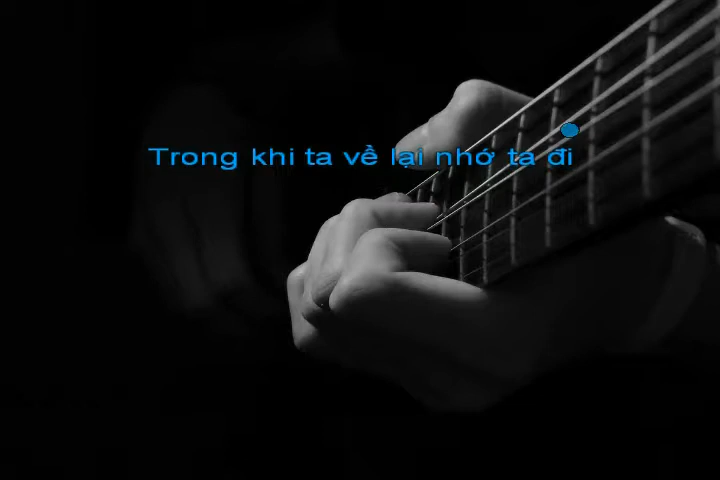 Trong khi ta về lại nhớ ta đi